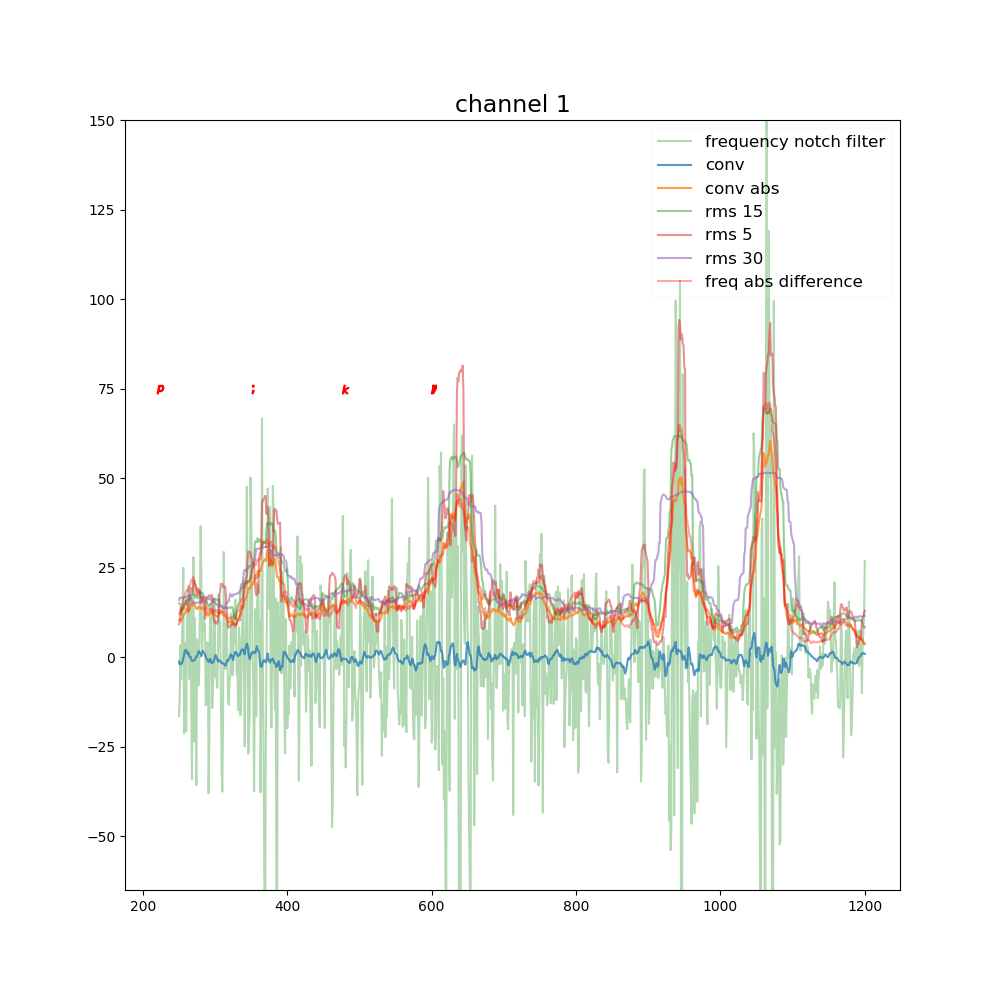 channel 1
150
125
100
75
50
25
0
−25
−50
frequency notch filter
conv
conv abs
rms 15
rms 5
rms 30
freq abs difference
p ; k
200 400 600 800 1000 1200